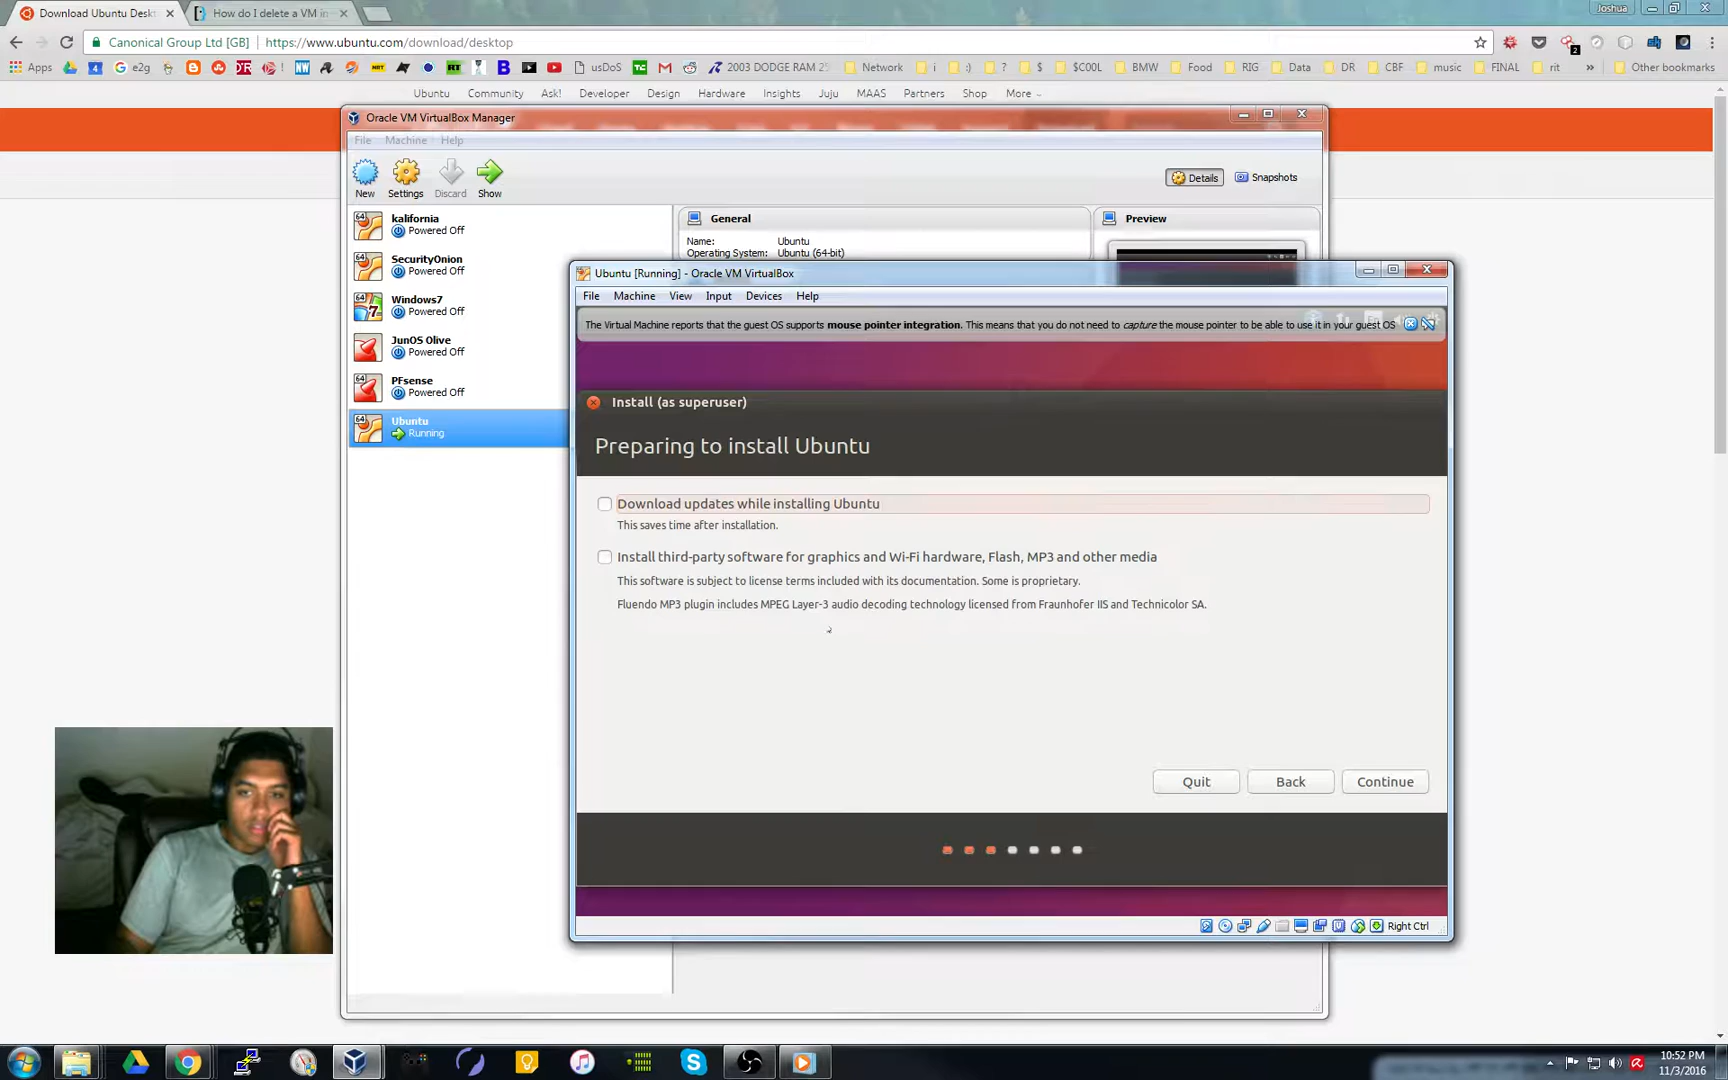 Download Ubuntu Deskt
How do I delete a VM in
Joshua
Canonical Group Ltd [GB]
https://www.ubuntu.com/download/desktop
Apps
e2g
usDoS
2003 DODGE RAM 25
Network
i
:)
?
$
$C00L
BMW
Food
RIG
Data
DR
CBF
music
FINAL
rit
»
Other bookmarks
Ubuntu
Community
Ask!
Developer
Design
Hardware
Insights
Juju
MAAS
Partners
Shop
More
Oracle VM VirtualBox Manager
File
Machine
Help
New
Settings
Discard
Show
Details
Snapshots
kalifornia
Powered Off
SecurityOnion
Powered Off
Windows7
Powered Off
JunOS Olive
Powered Off
PFsense
Powered Off
Ubuntu
Running
General
Name: Ubuntu
Operating System: Ubuntu (64-bit)
Preview
Ubuntu [Running] - Oracle VM VirtualBox
File
Machine
View
Input
Devices
Help
The Virtual Machine reports that the guest OS supports mouse pointer integration. This means that you do not need to capture the mouse pointer to be able to use it in your guest OS
Install (as superuser)
Preparing to install Ubuntu
Download updates while installing Ubuntu
This saves time after installation.
Install third-party software for graphics and Wi-Fi hardware, Flash, MP3 and other media
This software is subject to license terms included with its documentation. Some is proprietary.
Fluendo MP3 plugin includes MPEG Layer-3 audio decoding technology licensed from Fraunhofer IIS and Technicolor SA.
Quit
Back
Continue
Right Ctrl
10:52 PM
11/3/2016